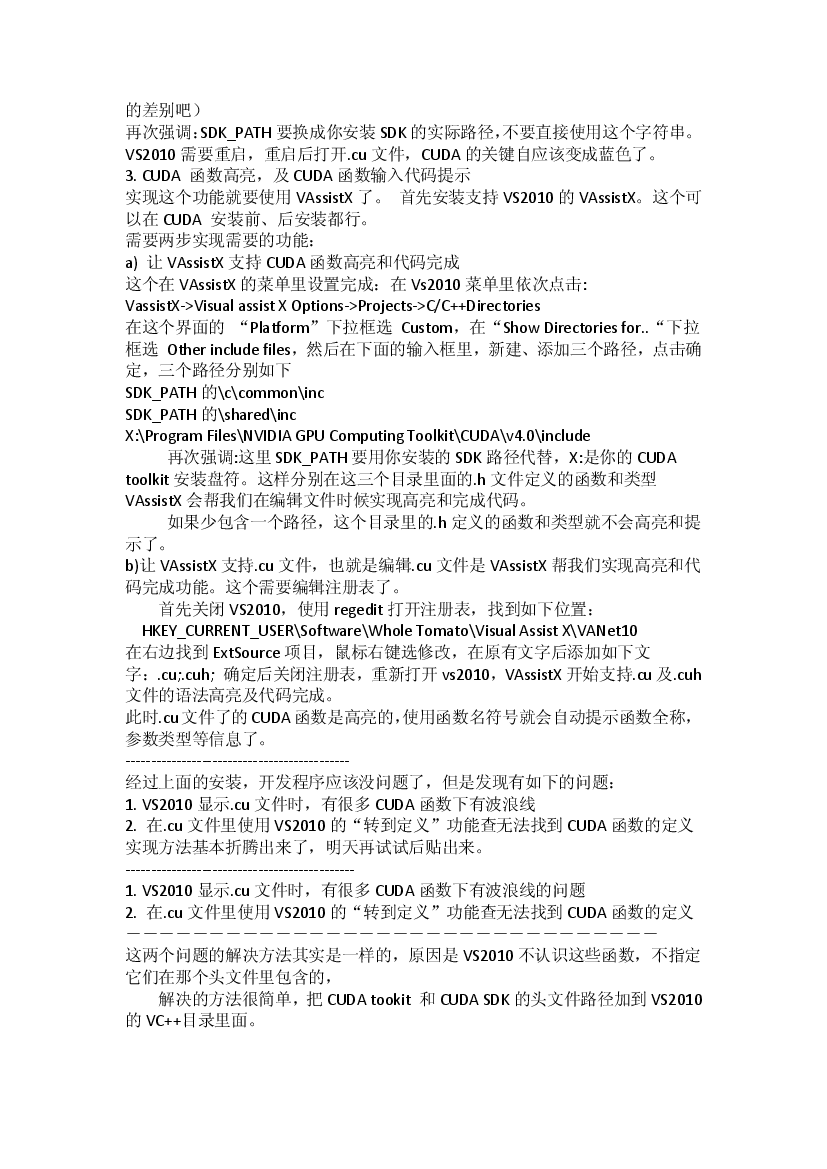 的差别吧）
再次强调：SDK_PATH 要换成你安装 SDK 的实际路径，不要直接使用这个字符串。
VS2010 需要重启，重启后打开.cu 文件，CUDA 的关键自应该变成蓝色了。
3. CUDA 函数高亮，及 CUDA 函数输入代码提示
实现这个功能就要使用 VAssistX 了。 首先安装支持 VS2010 的 VAssistX。这个可
以在 CUDA 安装前、后安装都行。
需要两步实现需要的功能：
a) 让 VAssistX 支持 CUDA 函数高亮和代码完成
这个在 VAssistX 的菜单里设置完成：在 Vs2010 菜单里依次点击:
VassistX->Visual assist X Options->Projects->C/C++Directories
在这个界面的 “Platform”下拉框选 Custom，在“Show Directories for..“下拉
框选 Other include files，然后在下面的输入框里，新建、添加三个路径，点击确
定，三个路径分别如下
SDK_PATH 的\c\common\inc
SDK_PATH 的\shared\inc
X:\Program Files\NVIDIA GPU Computing Toolkit\CUDA\v4.0\include
再次强调:这里 SDK_PATH 要用你安装的 SDK 路径代替，X:是你的 CUDA
toolkit 安装盘符。这样分别在这三个目录里面的.h 文件定义的函数和类型
VAssistX 会帮我们在编辑文件时候实现高亮和完成代码。
如果少包含一个路径，这个目录里的.h 定义的函数和类型就不会高亮和提
示了。
b)让 VAssistX 支持.cu 文件，也就是编辑.cu 文件是 VAssistX 帮我们实现高亮和代
码完成功能。这个需要编辑注册表了。
首先关闭 VS2010，使用 regedit 打开注册表，找到如下位置：
HKEY_CURRENT_USER\Software\Whole Tomato\Visual Assist X\VANet10
在右边找到 ExtSource 项目，鼠标右键选修改，在原有文字后添加如下文
字：.cu;.cuh; 确定后关闭注册表，重新打开 vs2010，VAssistX 开始支持.cu 及.cuh
文件的语法高亮及代码完成。
此时.cu 文件了的 CUDA 函数是高亮的，使用函数名符号就会自动提示函数全称，
参数类型等信息了。
--------------------------------------------
经过上面的安装，开发程序应该没问题了，但是发现有如下的问题：
1. VS2010 显示.cu 文件时，有很多 CUDA 函数下有波浪线
2. 在.cu 文件里使用 VS2010 的“转到定义”功能查无法找到 CUDA 函数的定义
实现方法基本折腾出来了，明天再试试后贴出来。
---------------------------------------------
1. VS2010 显示.cu 文件时，有很多 CUDA 函数下有波浪线的问题
2. 在.cu 文件里使用 VS2010 的“转到定义”功能查无法找到 CUDA 函数的定义
－－－－－－－－－－－－－－－－－－－－－－－－－－－－－－－－
这两个问题的解决方法其实是一样的，原因是 VS2010 不认识这些函数，不指定
它们在那个头文件里包含的，
解决的方法很简单，把 CUDA tookit 和 CUDA SDK 的头文件路径加到 VS2010
的 VC++目录里面。